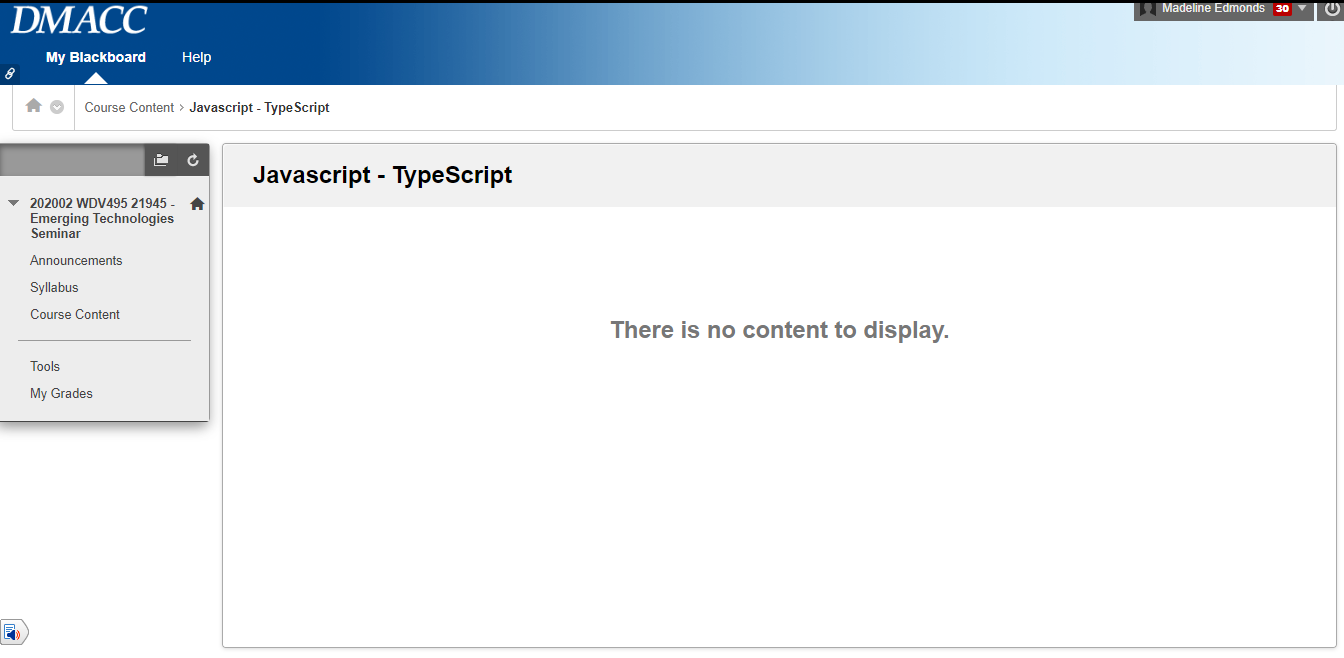 DMACC
Madeline Edmonds 30
My Blackboard Help
Course Content > Javascript - TypeScript
202002 WDV495 21945 -
Emerging Technologies
Seminar
Announcements
Syllabus
Course Content
Tools
My Grades
Javascript - TypeScript
There is no content to display.